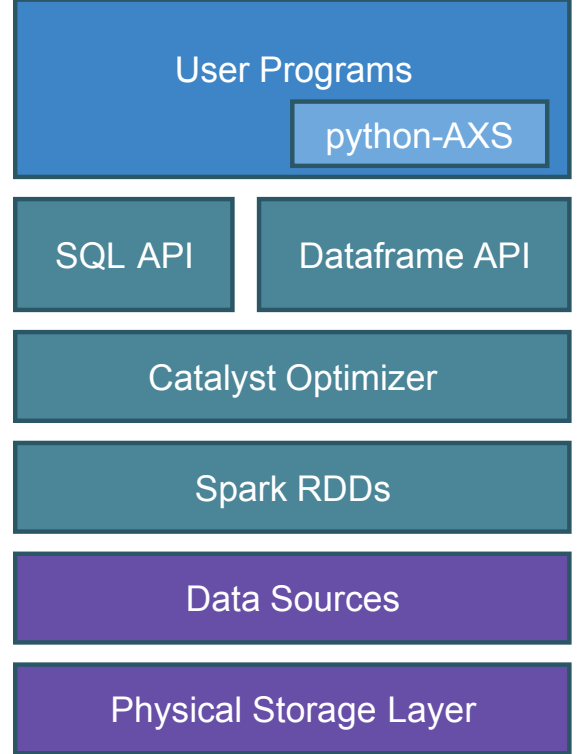 User Programs
python-AXS
SQL API
Dataframe API
Catalyst Optimizer
Spark RDDs
Data Sources
Physical Storage Layer